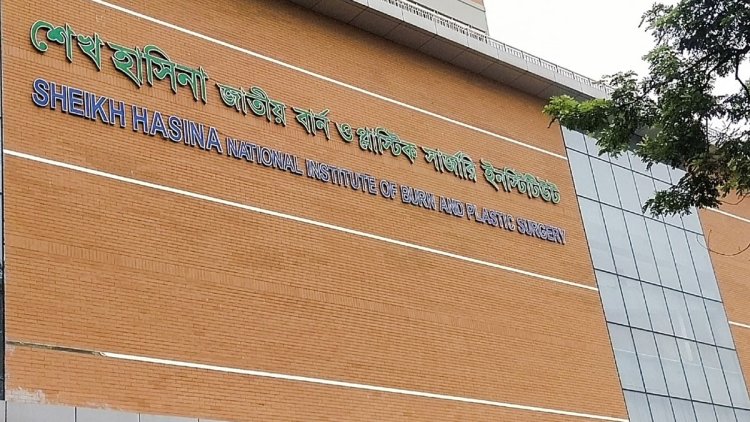 শেখ হাসিনা জাতীয় বার্ন ও প্লাস্টিক সার্জারি ইনস্টিটিউট
SHEIKH HASINA NATIONAL INSTITUTE OF BURN AND PLASTIC SURGERY